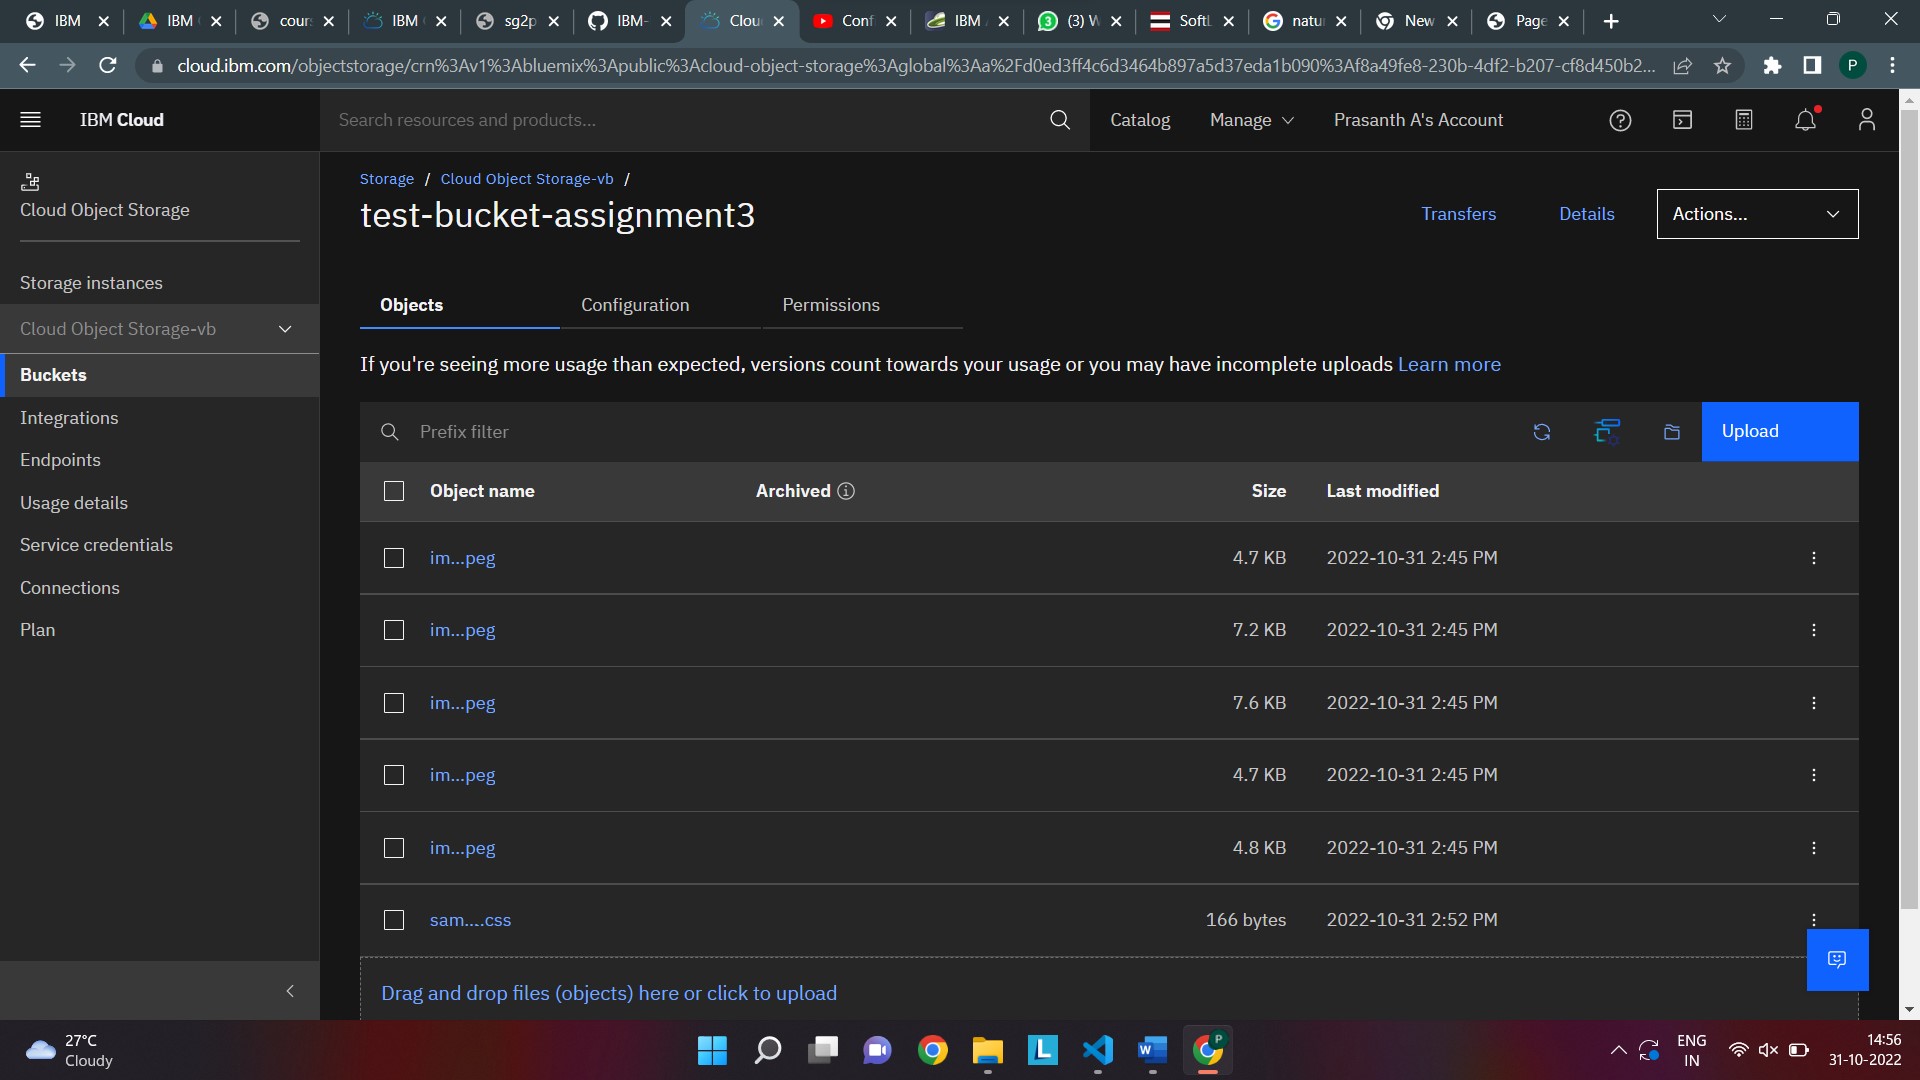 IBM
IBM
cour
IBM
sg2p
IBM-
Clou
Conf
IBM
(3) W
SoftL
natu
New
Page
cloud.ibm.com/objectstorage/crn%3Av1%3Abluemix%3Apublic%3Acloud-object-storage%3Aglobal%3Aa%2Fd0ed3ff4c6d3464b897a5d37eda1b090%3Af8a49fe8-230b-4df2-b207-cf8d450b2...
P
IBM Cloud
Search resources and products...
Catalog
Manage
Prasanth A's Account
Cloud Object Storage
Storage instances
Cloud Object Storage-vb
Buckets
Integrations
Endpoints
Usage details
Service credentials
Connections
Plan
Storage / Cloud Object Storage-vb /
test-bucket-assignment3
Transfers
Details
Actions...
Objects
Configuration
Permissions
If you're seeing more usage than expected, versions count towards your usage or you may have incomplete uploads Learn more
Prefix filter
Upload
Object name Archived Size Last modified
im...peg 4.7 KB 2022-10-31 2:45 PM
im...peg 7.2 KB 2022-10-31 2:45 PM
im...peg 7.6 KB 2022-10-31 2:45 PM
im...peg 4.7 KB 2022-10-31 2:45 PM
im...peg 4.8 KB 2022-10-31 2:45 PM
sam....css 166 bytes 2022-10-31 2:52 PM
Drag and drop files (objects) here or click to upload
27°C
Cloudy
L
W
P
ENG
IN
14:56
31-10-2022